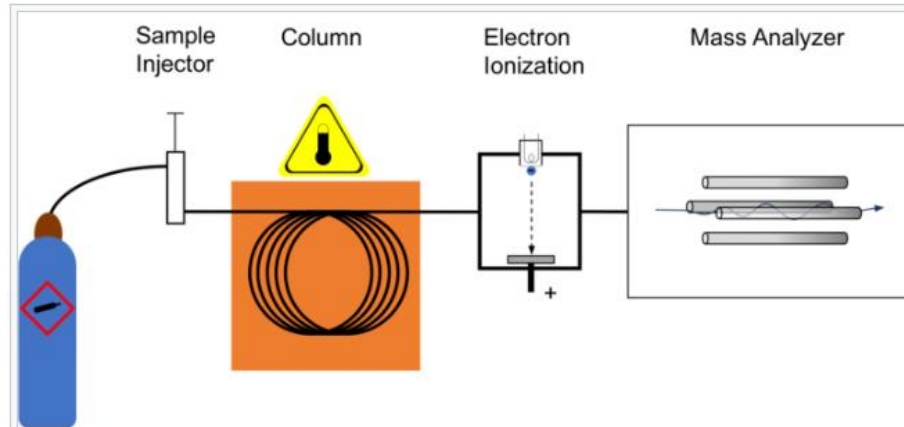 Sample
Injector
Column
Electron
Ionization
Mass Analyzer
+